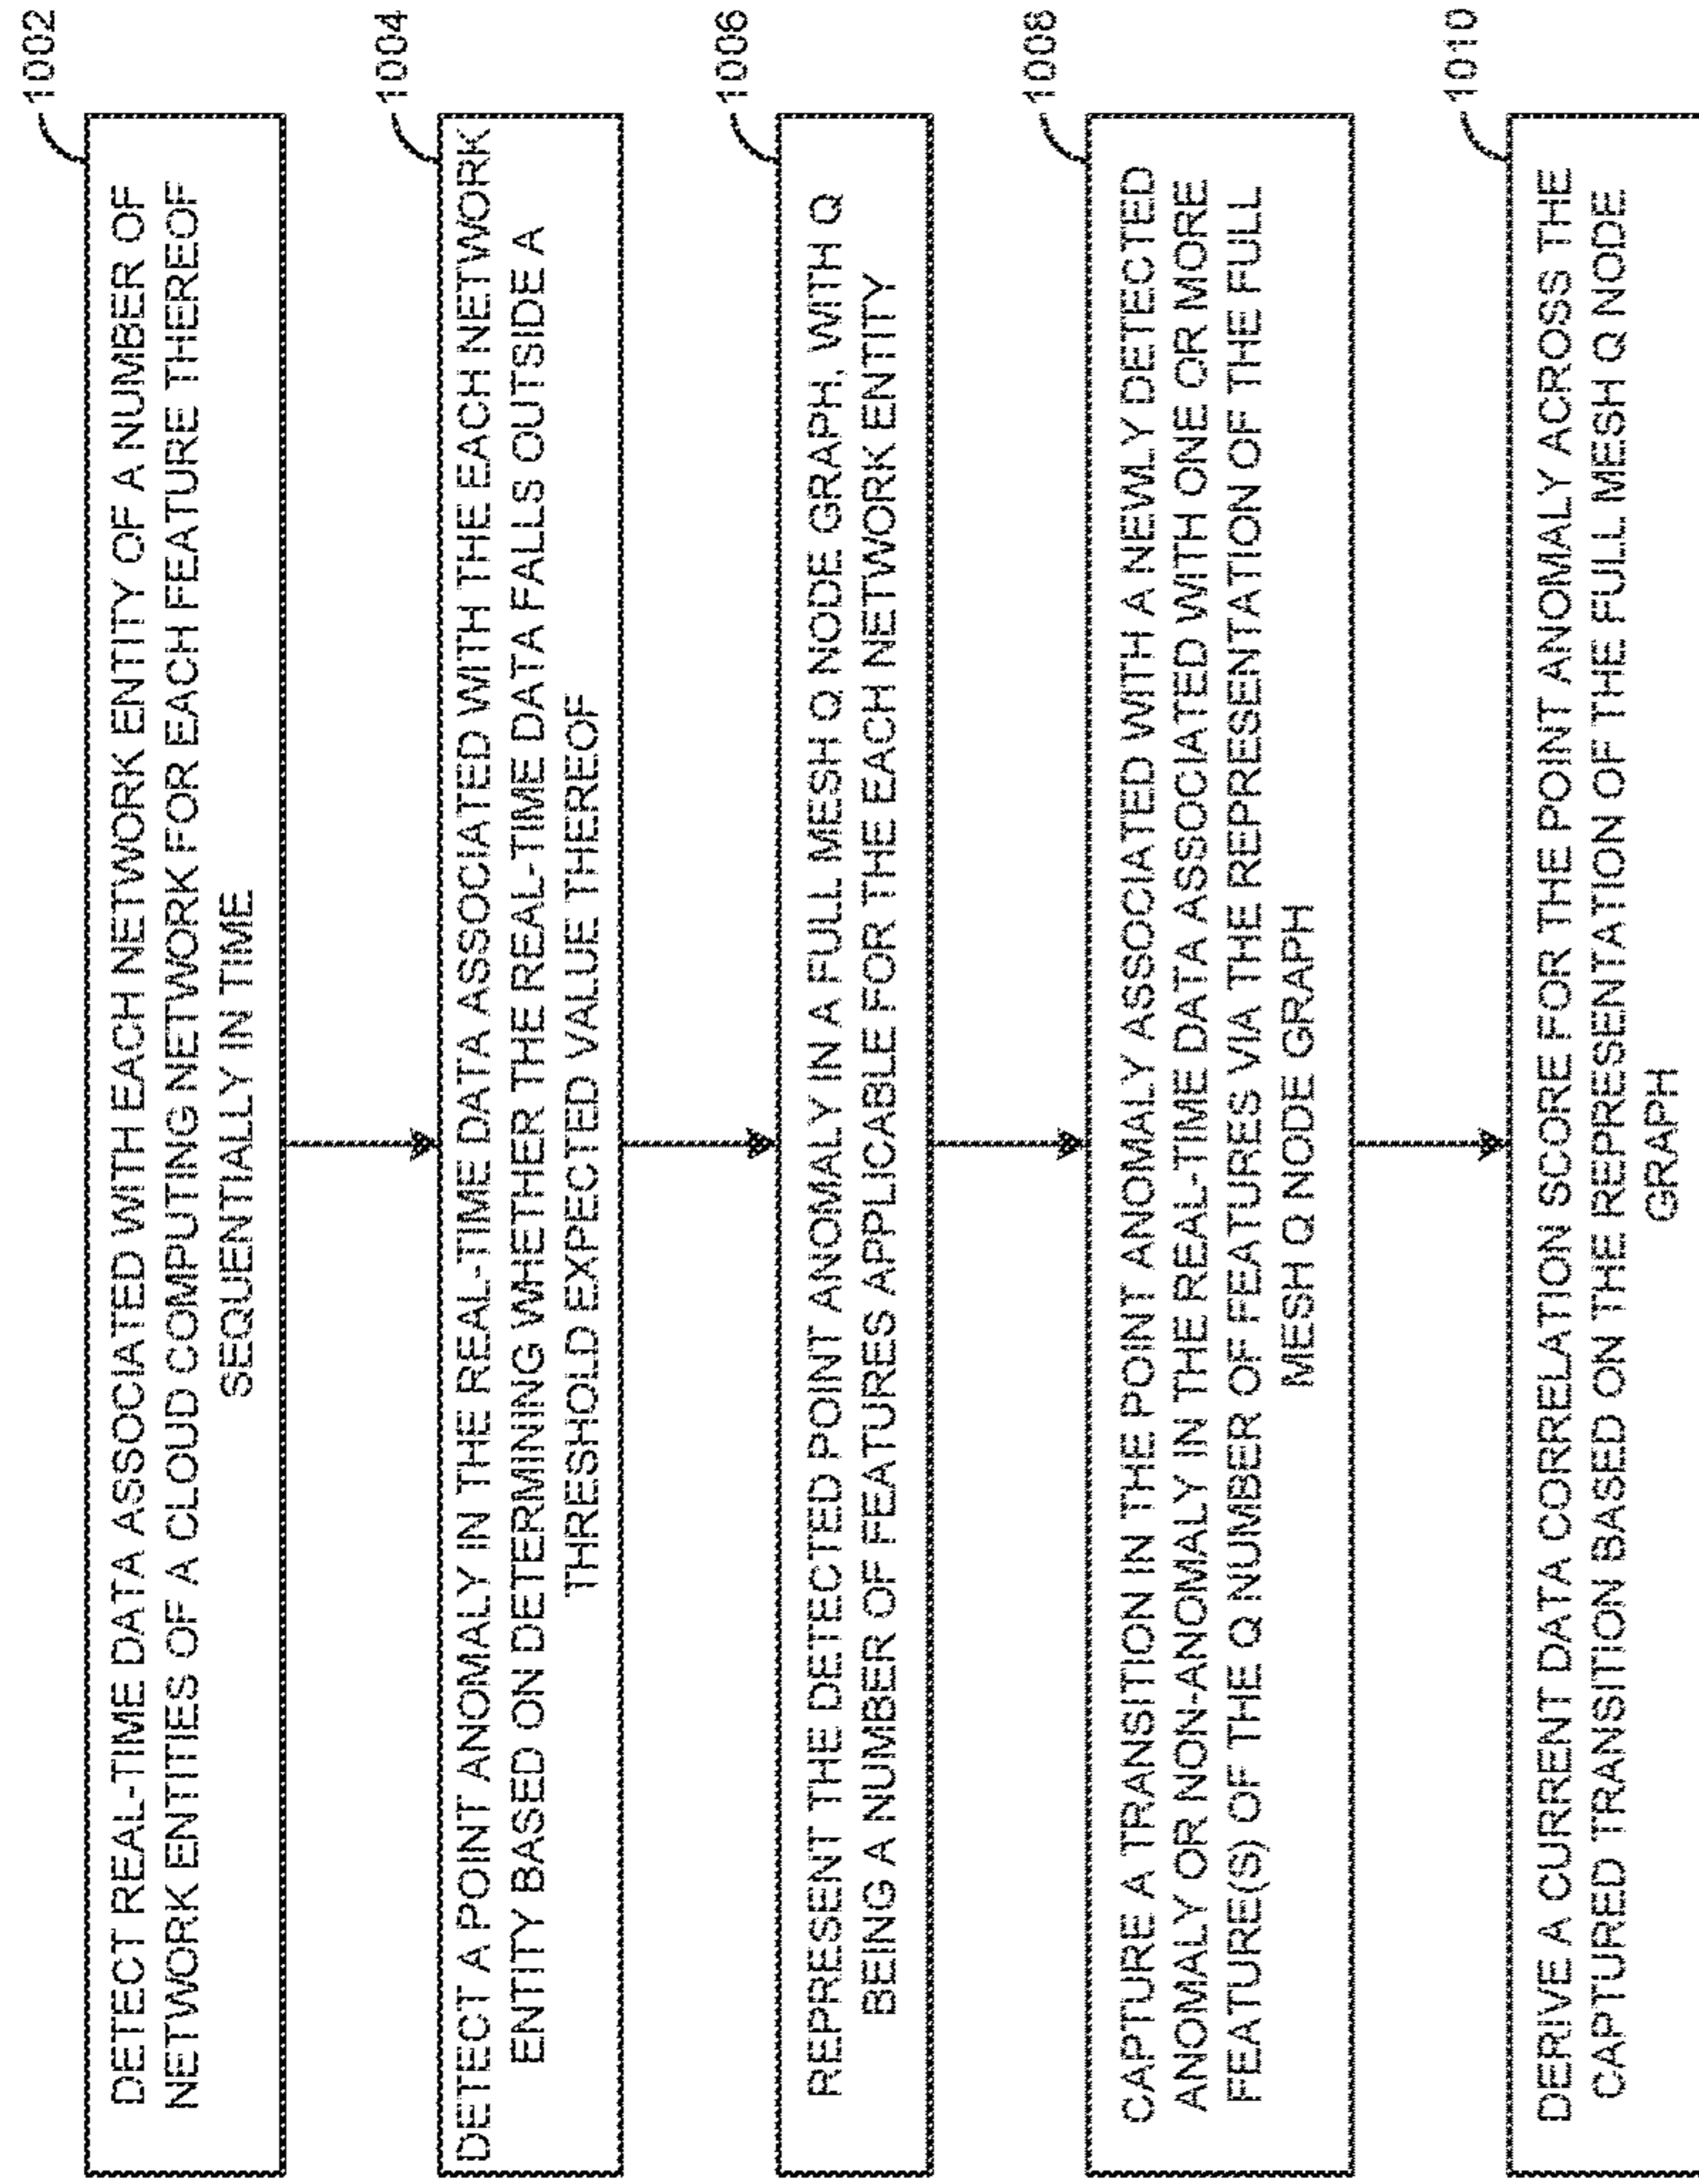 1002
DETECT REAL-TIME DATA ASSOCIATED WITH EACH NETWORK ENTITY OF A NUMBER OF
NETWORK ENTITIES OF A CLOUD COMPUTING NETWORK FOR EACH FEATURE THEREOF
SEQUENTIALLY IN TIME
1004
DETECT A POINT ANOMALY IN THE REAL-TIME DATA ASSOCIATED WITH THE EACH NETWORK
ENTITY BASED ON DETERMINING WHETHER THE REAL-TIME DATA FALLS OUTSIDE A
THRESHOLD EXPECTED VALUE THEREOF
1006
REPRESENT THE DETECTED POINT ANOMALY IN A FULL MESH Q NODE GRAPH, WITH Q
BEING A NUMBER OF FEATURES APPLICABLE FOR THE EACH NETWORK ENTITY
1008
CAPTURE A TRANSITION IN THE POINT ANOMALY ASSOCIATED WITH A NEWLY DETECTED
ANOMALY OR NON-ANOMALY IN THE REAL-TIME DATA ASSOCIATED WITH ONE OR MORE
FEATURE(S) OF THE Q NUMBER OF FEATURES VIA THE REPRESENTATION OF THE FULL
MESH Q NODE GRAPH
1010
DERIVE A CURRENT DATA CORRELATION SCORE FOR THE POINT ANOMALY ACROSS THE
CAPTURED TRANSITION BASED ON THE REPRESENTATION OF THE FULL MESH Q NODE
GRAPH